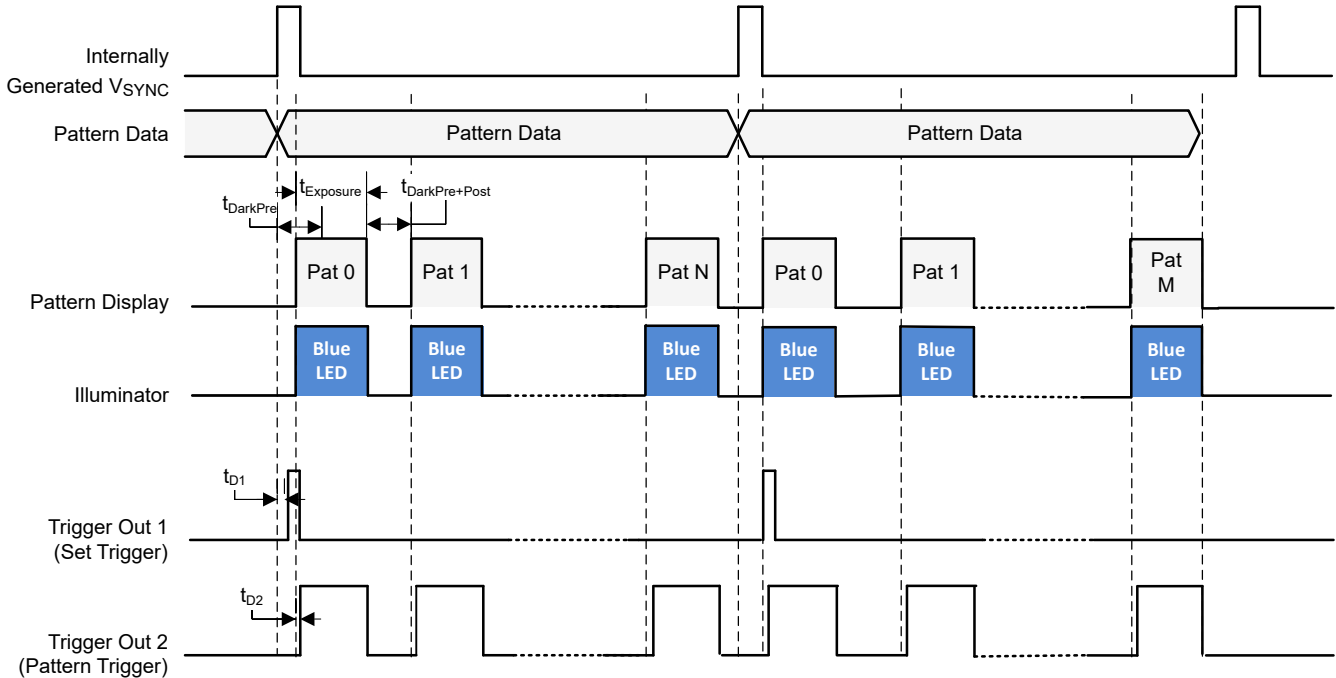 Internally
Generated VSYNC
Pattern Data
Pattern Data
Pattern Data
tExposure
tDarkPre+Post
tDarkPre
Pat 0
Pat 1
Pat N
Pat 0
Pat 1
Pat
M
Pattern Display
Blue
LED
Blue
LED
Blue
LED
Blue
LED
Blue
LED
Blue
LED
Illuminator
tD1
Trigger Out 1
(Set Trigger)
tD2
Trigger Out 2
(Pattern Trigger)